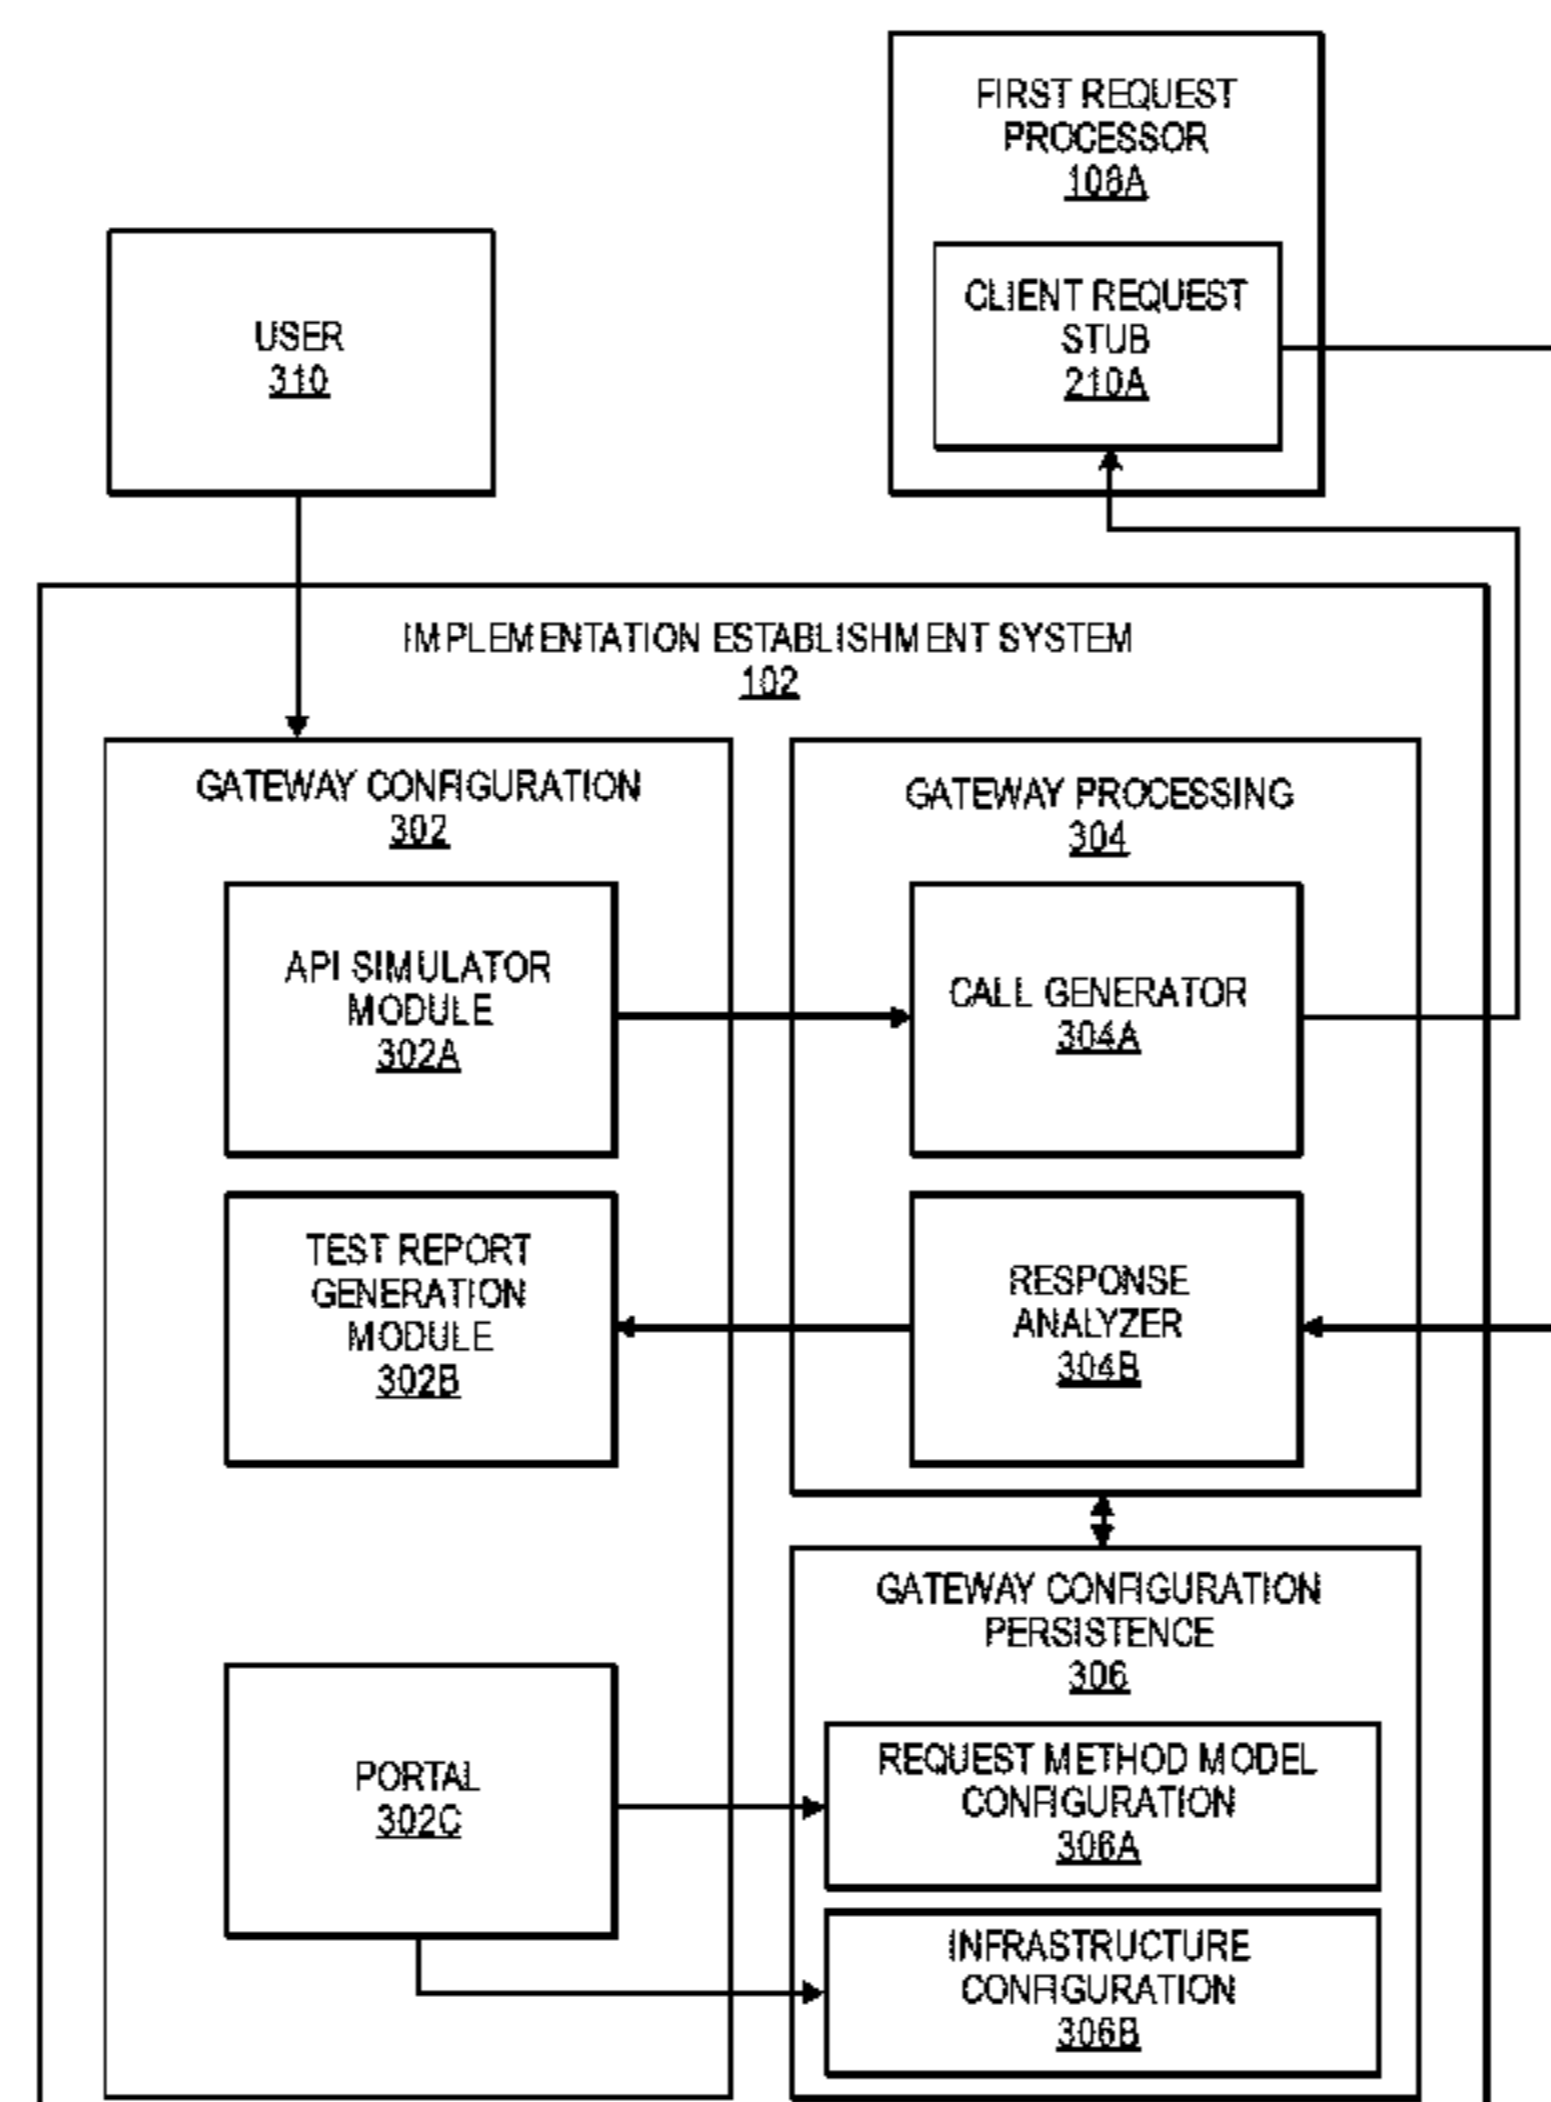 FIRST REQUEST
PROCESSOR
108A
CLIENT REQUEST
STUB
210A
USER
310
IMPLEMENTATION ESTABLISHMENT SYSTEM
102
GATEWAY CONFIGURATION
302
API SIMULATOR
MODULE
302A
TEST REPORT
GENERATION
MODULE
302B
PORTAL
302C
GATEWAY PROCESSING
304
CALL GENERATOR
304A
RESPONSE
ANALYZER
304B
GATEWAY CONFIGURATION
PERSISTENCE
306
REQUEST METHOD MODEL
CONFIGURATION
306A
INFRASTRUCTURE
CONFIGURATION
306B